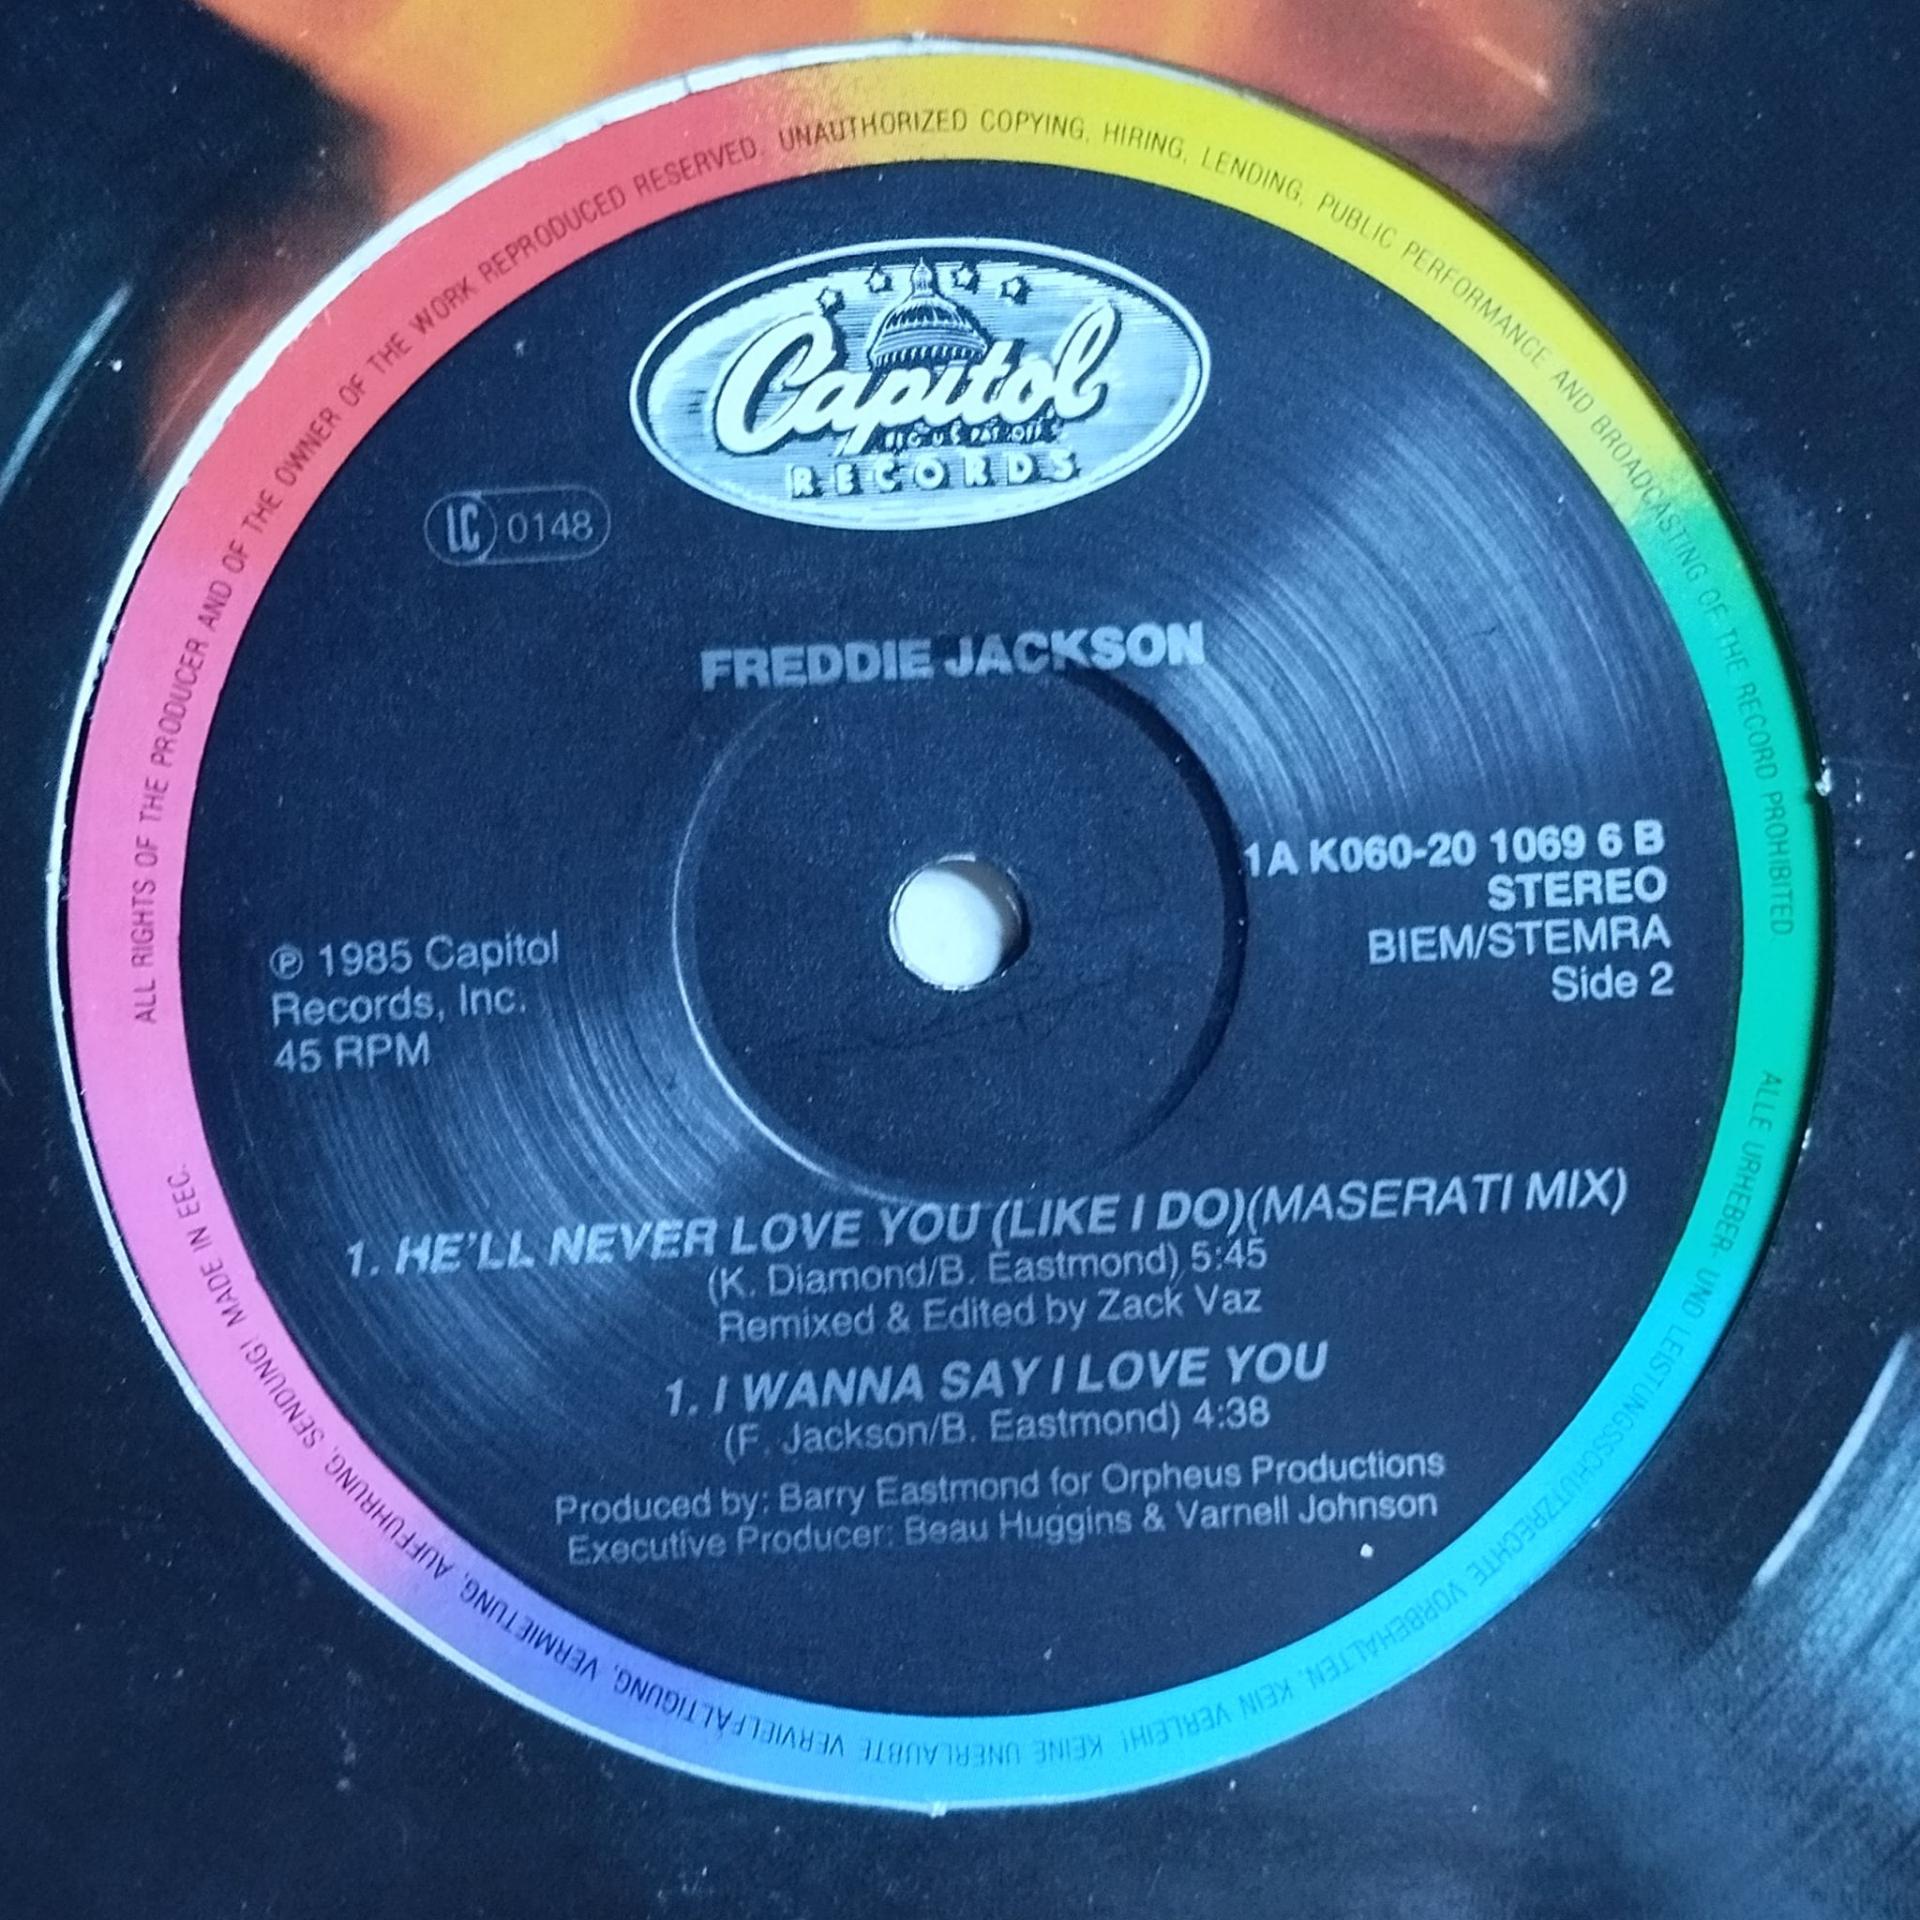 ALL RIGHTS OF THE PRODUCER AND OF THE OWNER OF THE WORK REPRODUCED RESERVED. UNAUTHORIZED COPYING, HIRING, LENDING, PUBLIC PERFORMANCE AND BROADCASTING OF THE RECORD PROHIBITED.
Capitol
REG. U.S. PAT. OFF.
RECORDS
LC 0148
FREDDIE JACKSON
1A K060-20 1069 6 B
STEREO
BIEM/STEMRA
Side 2
℗ 1985 Capitol
Records, Inc.
45 RPM
1. HE'LL NEVER LOVE YOU (LIKE I DO)(MASERATI MIX)
(K. Diamond/B. Eastmond) 5:45
Remixed & Edited by Zack Vaz
1. I WANNA SAY I LOVE YOU
(F. Jackson/B. Eastmond) 4:38
Produced by: Barry Eastmond for Orpheus Productions
Executive Producer: Beau Huggins & Varnell Johnson
ALLE URHEBER- UND LEISTUNGSSCHUTZRECHTE VORBEHALTEN. KEIN VERLEIH! KEINE UNERLAUBTE VERVIELFÄLTIGUNG, VERMIETUNG, AUFFÜHRUNG, SENDUNG! MADE IN EEC.